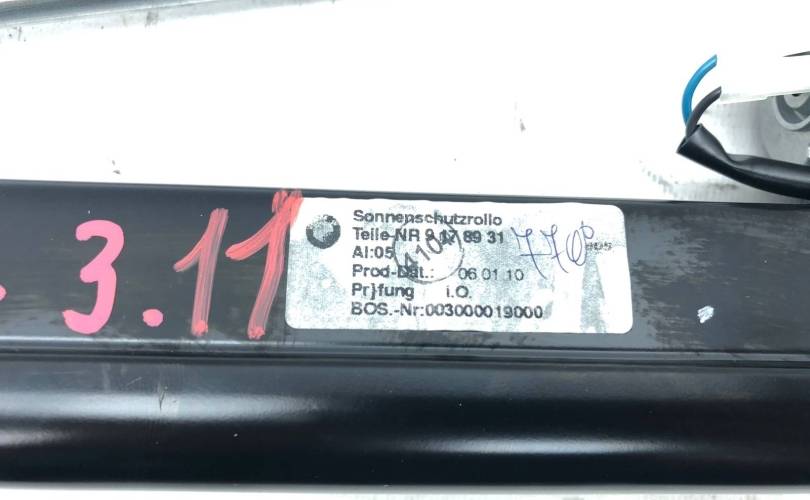 3.11
Sonnenschutzrollo
Teile-NR 9 17 89 31
AI:05
4104
Prod-Dat.: 06 01 10
Pr}fung i.O.
BOS.-Nr:003000019000